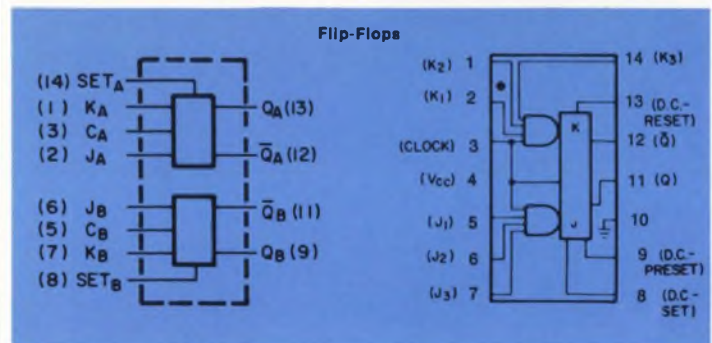 Flip-Flops
(14) SETA
(1) KA
(3) CA
(2) JA
QA(13)
Q̄A(12)
(6) JB
(5) CB
(7) KB
(8) SETB
Q̄B(11)
QB(9)
(K2) 1
(K1) 2
(CLOCK) 3
(Vcc) 4
(J1) 5
(J2) 6
(J3) 7
K
J
14 (K3)
13 (D.C.-
RESET)
12 (Q̄)
11 (Q)
10
9 (D.C.-
PRESET)
8 (D.C-
SET)